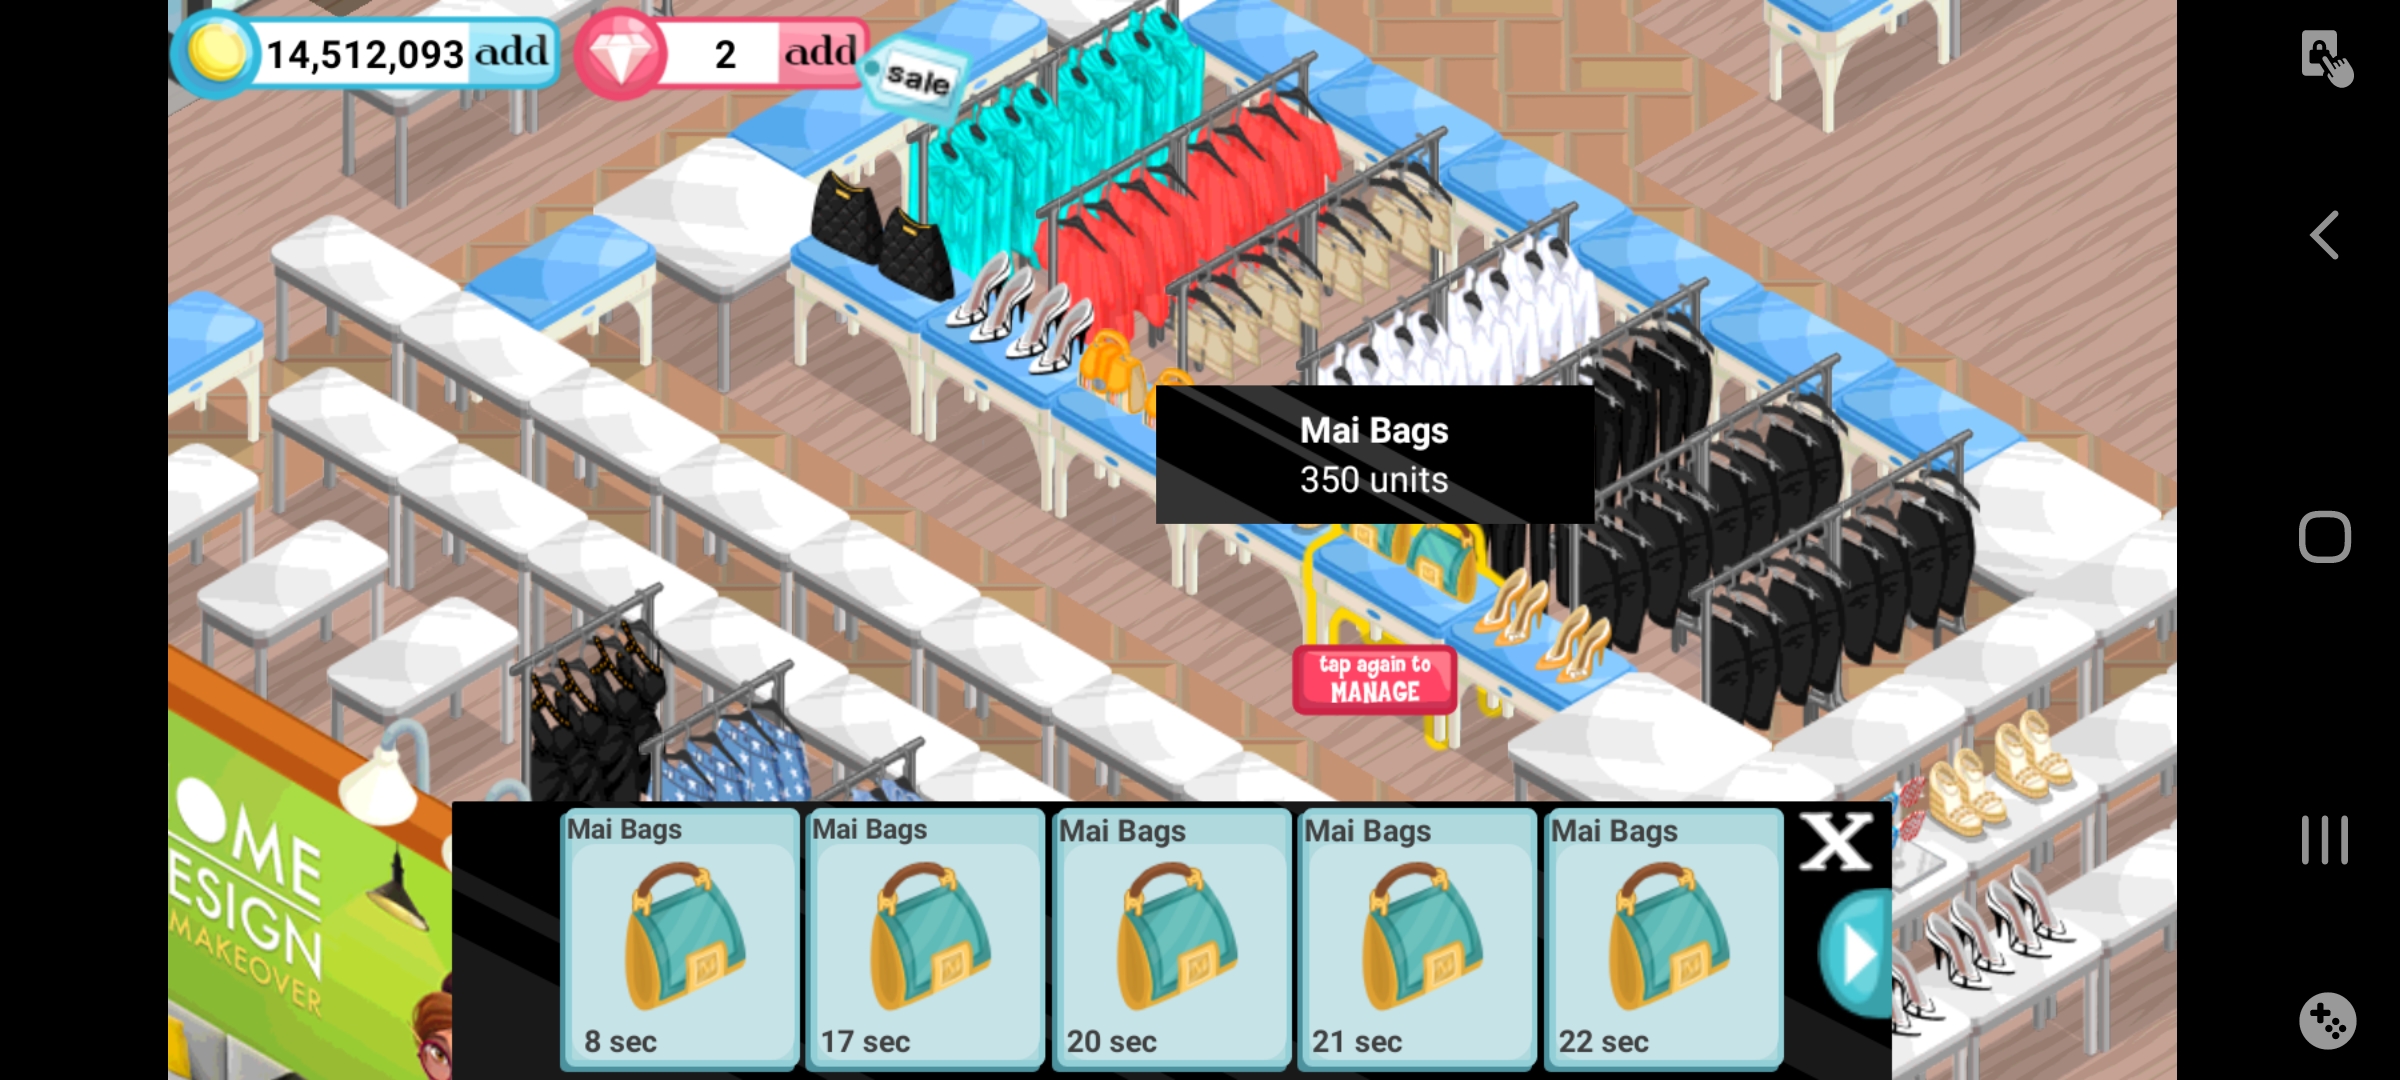 14,512,093 add
2 add
sale
Mai Bags
350 units
tap again to
MANAGE
OME
ESIGN
MAKEOVER
Mai Bags
8 sec
Mai Bags
17 sec
Mai Bags
20 sec
Mai Bags
21 sec
Mai Bags
22 sec
X